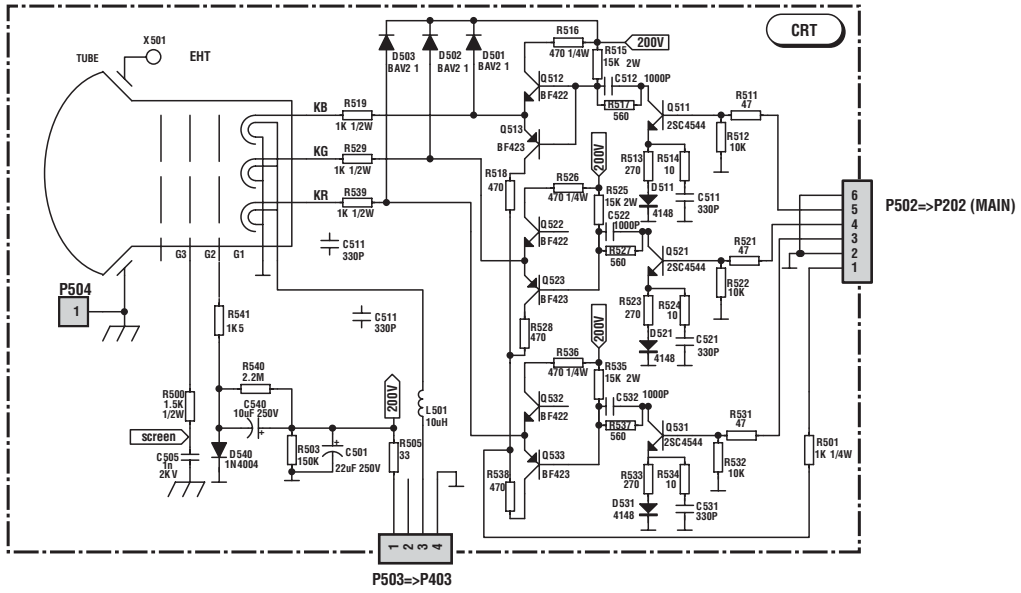 CRT
X501
TUBE
EHT
D503
BAV2 1
D502
BAV2 1
D501
BAV2 1
R516
470 1/4W
200V
R515
15K 2W
C512 1000P
R517
560
Q512
BF422
Q511
2SC4544
R511
47
R512
10K
KB
R519
1K 1/2W
Q513
BF423
KG
R529
1K 1/2W
KR
R539
1K 1/2W
R518
470
200V
R513
270
R514
10
D511
4148
C511
330P
R526
470 1/4W
R525
15K 2W
C522
1000P
R527
560
Q522
BF422
Q521
2SC4544
R521
47
R522
10K
Q523
BF423
R523
270
R524
10
D521
4148
C521
330P
R528
470
200V
6
5
4
3
2
1
P502=>P202 (MAIN)
G3
G2
G1
C511
330P
C511
330P
P504
1
R541
1K5
R540
2.2M
C540
10uF 250V
R500
1.5K
1/2W
screen
C505
1n
2KV
D540
1N4004
R503
150K
C501
22uF 250V
200V
R505
33
L501
10uH
R536
470 1/4W
R535
15K 2W
C532
1000P
R537
560
Q532
BF422
Q531
2SC4544
R531
47
R532
10K
Q533
BF423
R538
470
R533
270
R534
10
D531
4148
C531
330P
R501
1K 1/4W
1
2
3
4
P503=>P403